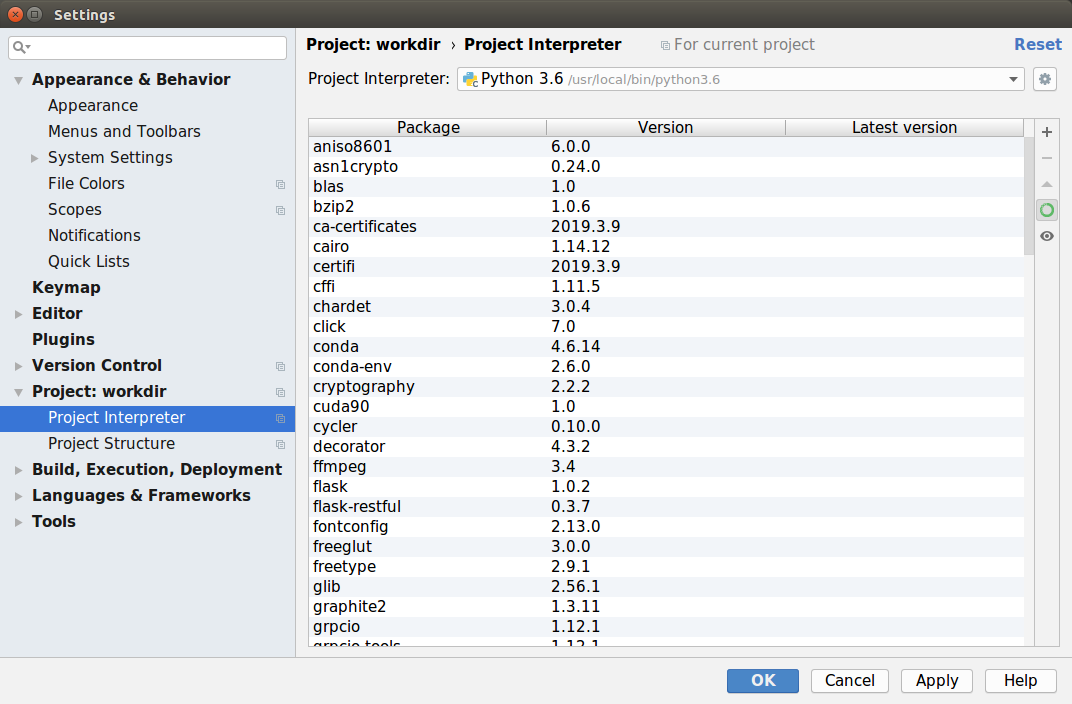 Settings
Appearance & Behavior
Appearance
Menus and Toolbars
System Settings
File Colors
Scopes
Notifications
Quick Lists
Keymap
Editor
Plugins
Version Control
Project: workdir
Project Interpreter
Project Structure
Build, Execution, Deployment
Languages & Frameworks
Tools
Project: workdir › Project Interpreter For current project Reset
Project Interpreter: Python 3.6 /usr/local/bin/python3.6
Package Version Latest version
aniso8601 6.0.0
asn1crypto 0.24.0
blas 1.0
bzip2 1.0.6
ca-certificates 2019.3.9
cairo 1.14.12
certifi 2019.3.9
cffi 1.11.5
chardet 3.0.4
click 7.0
conda 4.6.14
conda-env 2.6.0
cryptography 2.2.2
cuda90 1.0
cycler 0.10.0
decorator 4.3.2
ffmpeg 3.4
flask 1.0.2
flask-restful 0.3.7
fontconfig 2.13.0
freeglut 3.0.0
freetype 2.9.1
glib 2.56.1
graphite2 1.3.11
grpcio 1.12.1
grpcio-tools 1.12.1
OK Cancel Apply Help